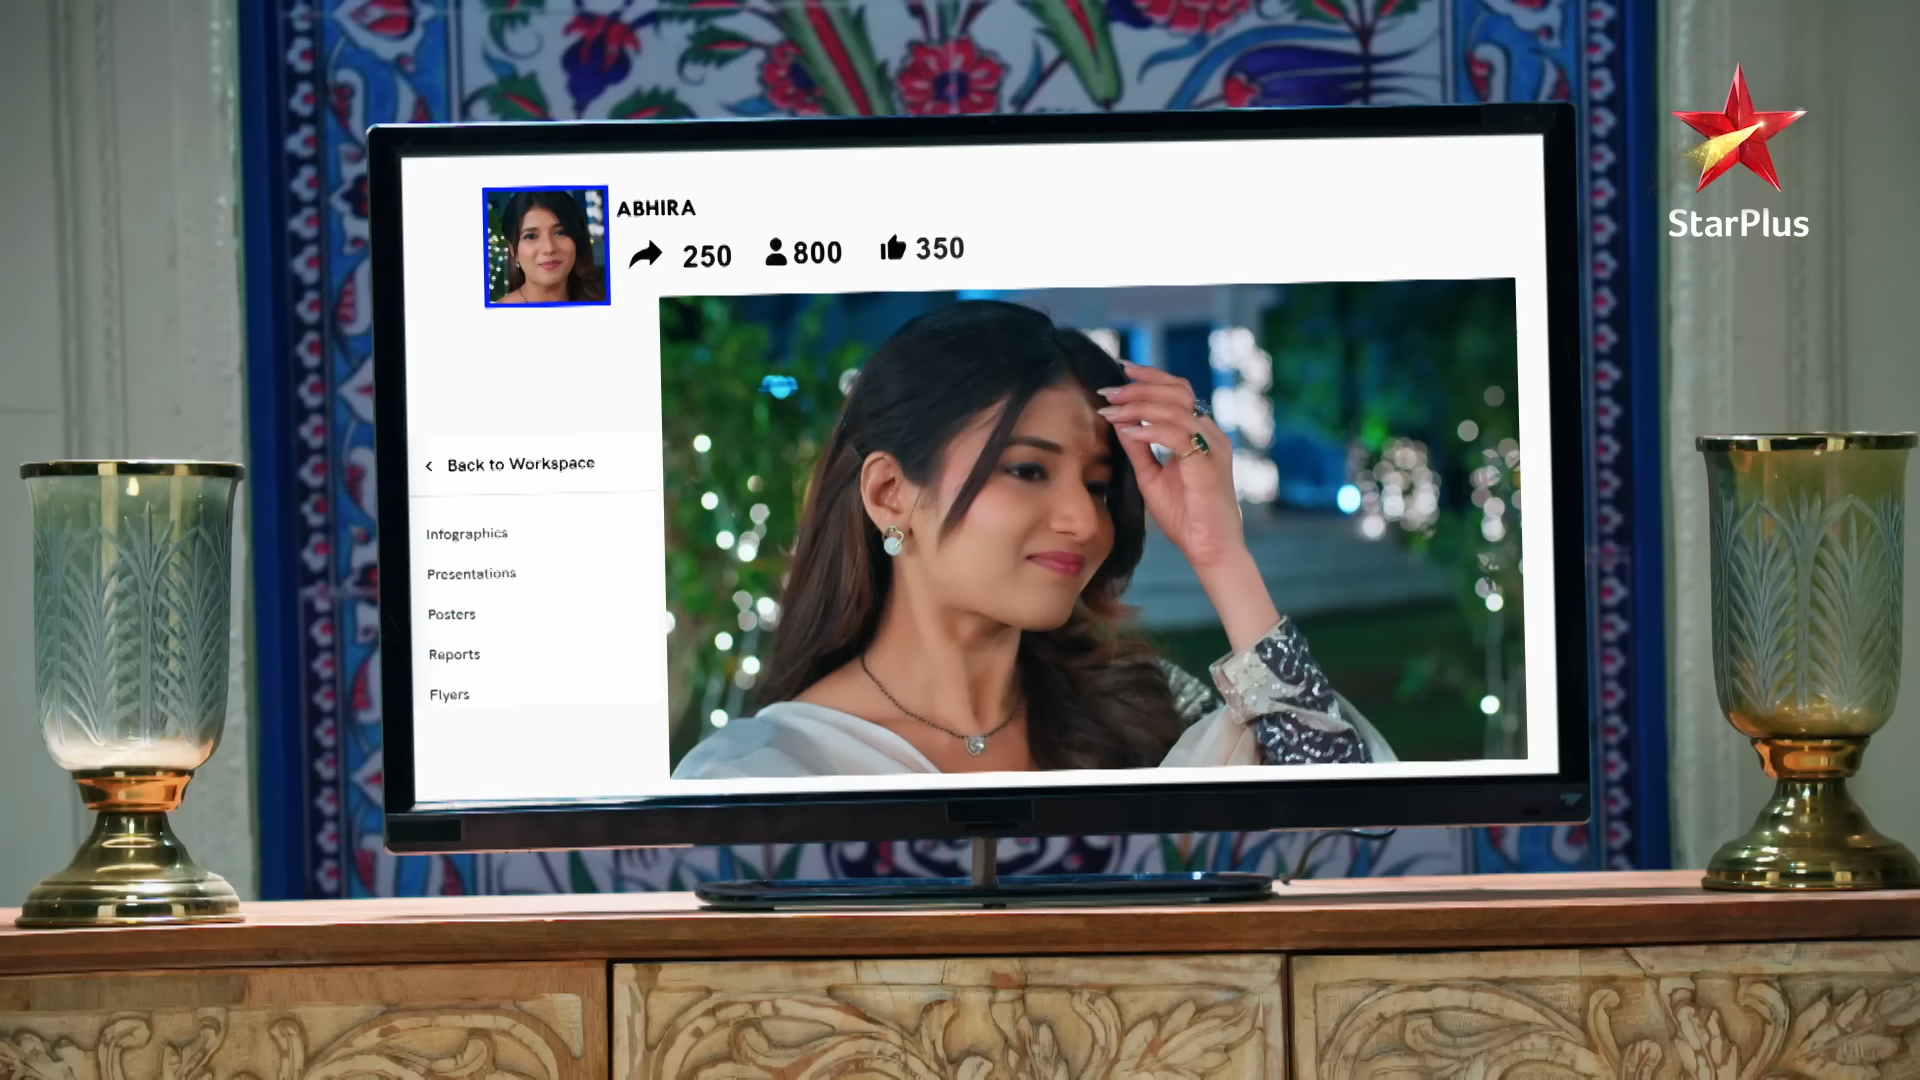 StarPlus
ABHIRA
250 800 350
Back to Workspace
Infographics
Presentations
Posters
Reports
Flyers